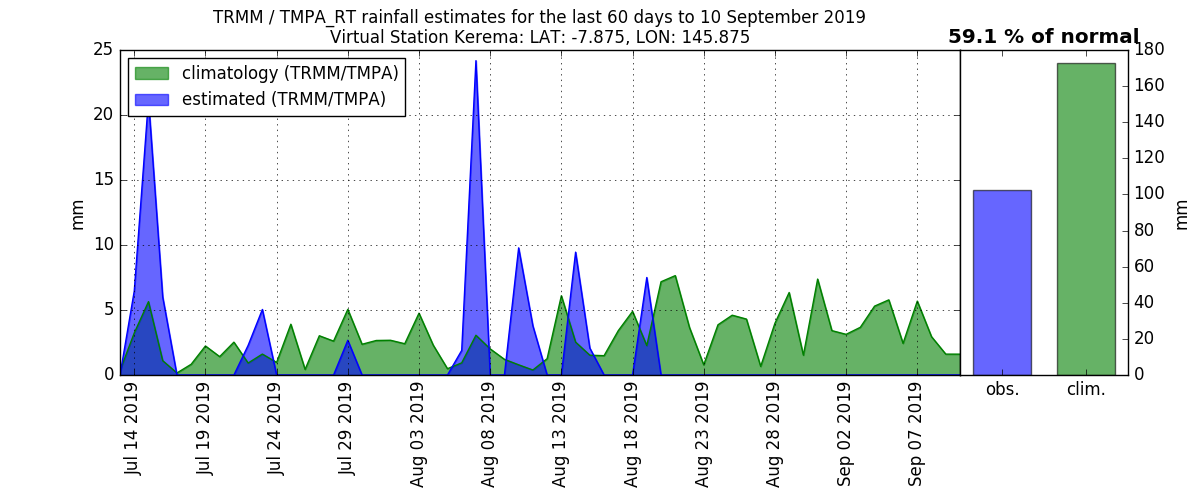 TRMM / TMPA_RT rainfall estimates for the last 60 days to 10 September 2019
Virtual Station Kerema: LAT: -7.875, LON: 145.875
59.1 % of normal
climatology (TRMM/TMPA)
estimated (TRMM/TMPA)
25
20
15
10
5
0
mm
Jul 14 2019
Jul 19 2019
Jul 24 2019
Jul 29 2019
Aug 03 2019
Aug 08 2019
Aug 13 2019
Aug 18 2019
Aug 23 2019
Aug 28 2019
Sep 02 2019
Sep 07 2019
180
160
140
120
100
80
60
40
20
0
mm
obs.
clim.